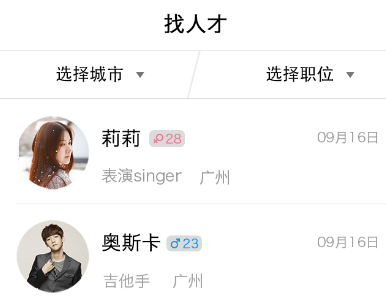 找人才
选择城市 选择职位
莉莉 ♀28 09月16日
表演singer 广州
奥斯卡 ♂23 09月16日
吉他手 广州